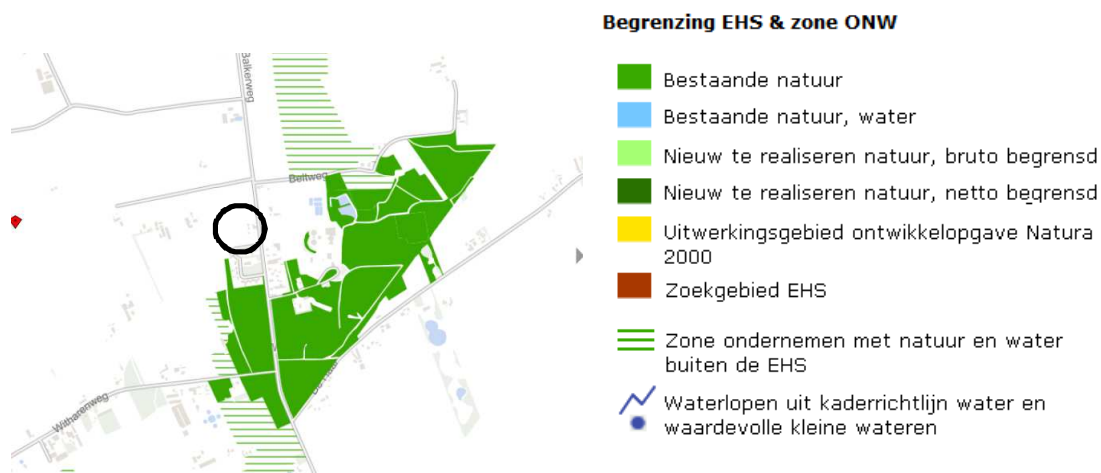 Begrenzing EHS & zone ONW
Bestaande natuur
Bestaande natuur, water
Nieuw te realiseren natuur, bruto begrensd
Nieuw te realiseren natuur, netto begrensd
Uitwerkingsgebied ontwikkelopgave Natura
2000
Zoekgebied EHS
Zone ondernemen met natuur en water
buiten de EHS
Waterlopen uit kaderrichtlijn water en
waardevolle kleine wateren
Balkerweg
Beltweg
Witharenweg